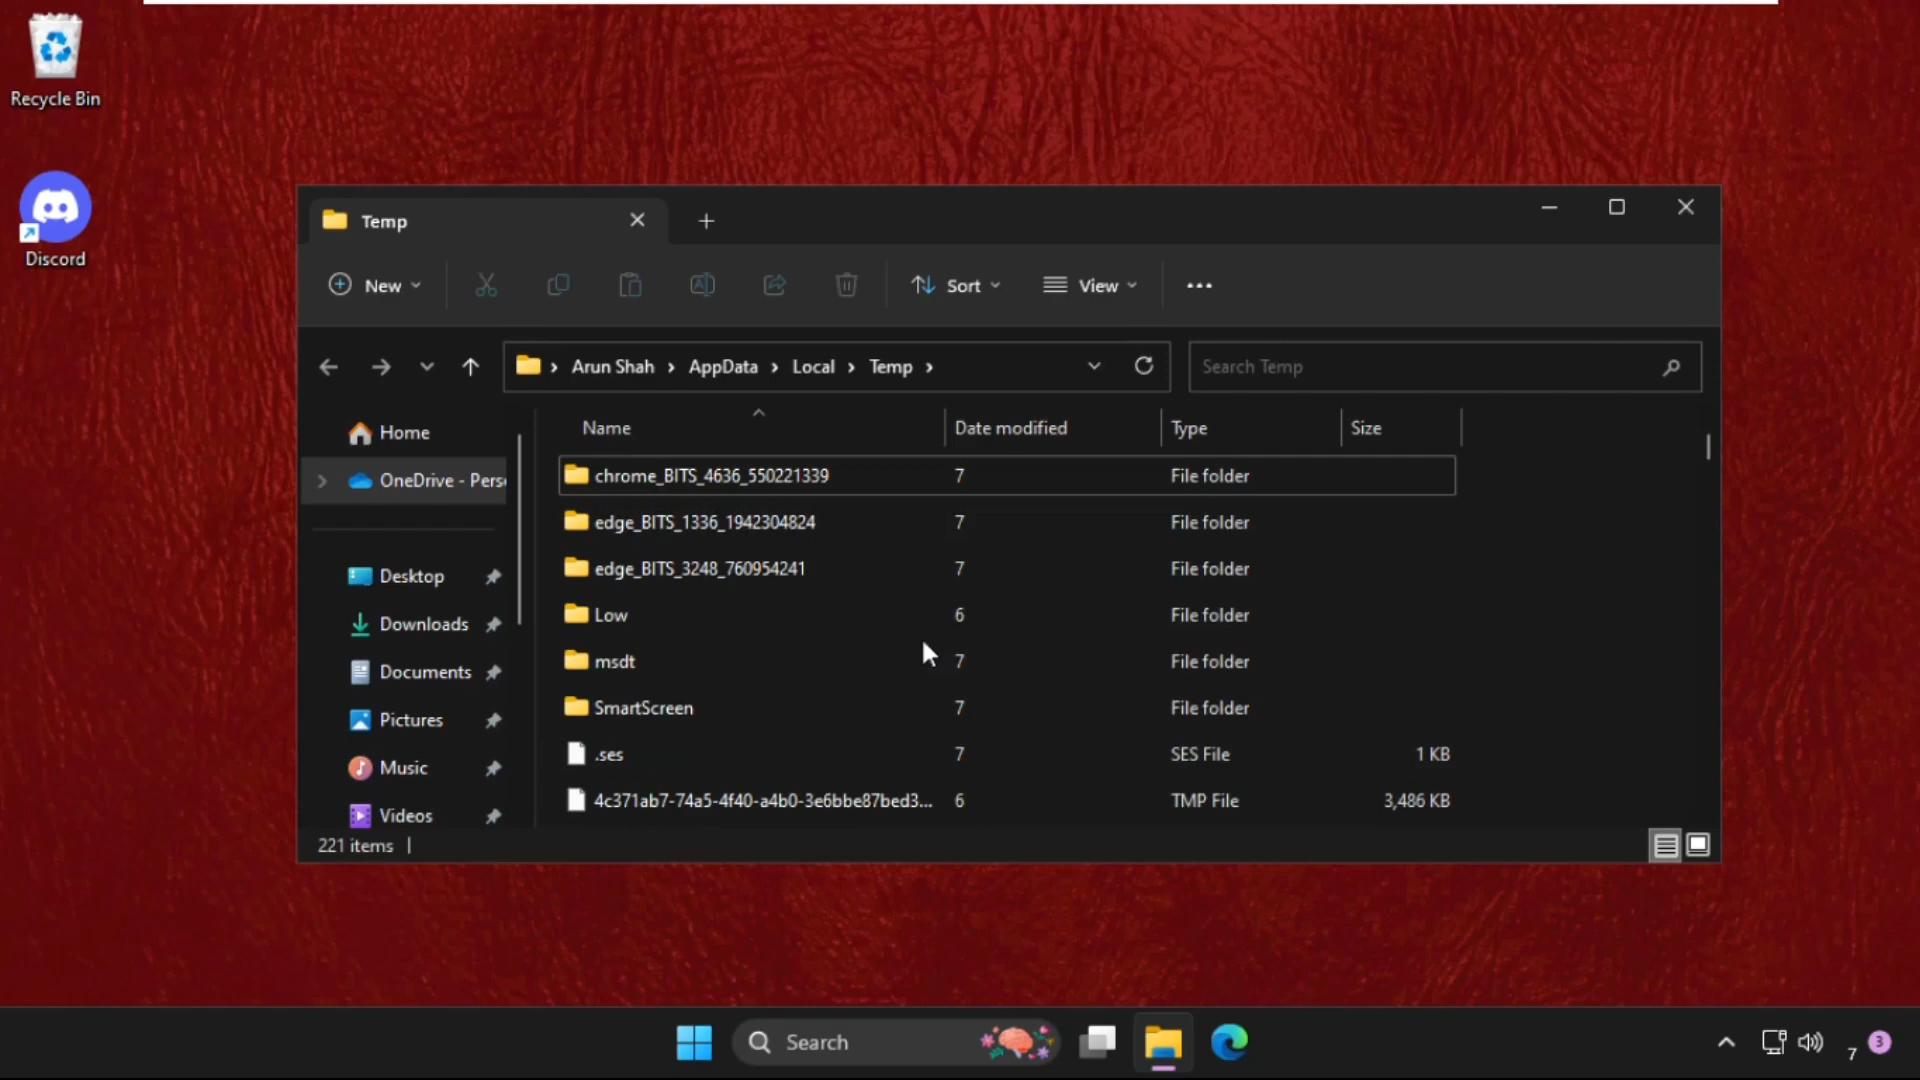 Recycle Bin
Discord
Temp
New
Sort
View
Arun Shah
AppData
Local
Temp
Search Temp
Home
OneDrive - Pers
Desktop
Downloads
Documents
Pictures
Music
Videos
Name
Date modified
Type
Size
chrome_BITS_4636_550221339 7 File folder
edge_BITS_1336_1942304824 7 File folder
edge_BITS_3248_760954241 7 File folder
Low 6 File folder
msdt 7 File folder
SmartScreen 7 File folder
.ses 7 SES File 1 KB
4c371ab7-74a5-4f40-a4b0-3e6bbe87bed3... 6 TMP File 3,486 KB
221 items
Search
7
3